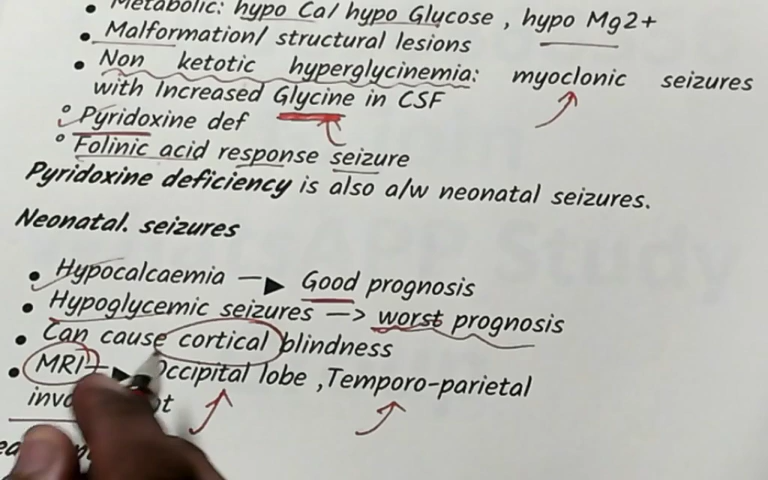 • Metabolic: hypo Ca/ hypo Glucose , hypo Mg2+
• Malformation/ structural lesions
• Non ketotic hyperglycinemia: myoclonic seizures
with Increased Glycine in CSF
° Pyridoxine def
° Folinic acid response seizure
Pyridoxine deficiency is also a/w neonatal seizures.
Neonatal. seizures
• Hypocalcaemia —► Good prognosis
• Hypoglycemic seizures —> worst prognosis
• Can cause cortical blindness
• MRI —► Occipital lobe ,Temporo-parietal